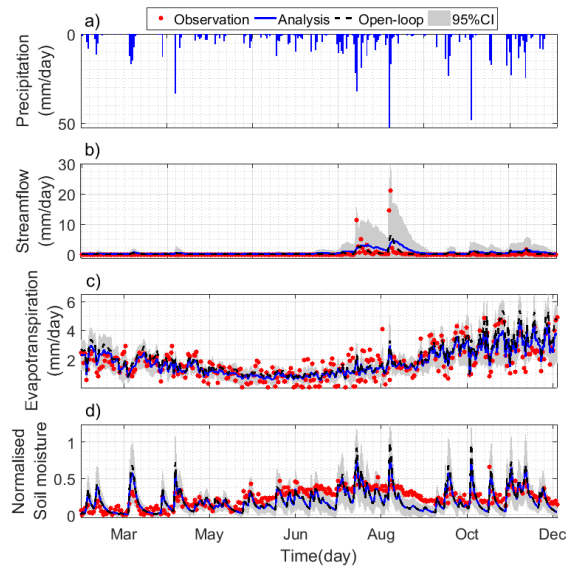 Observation Analysis Open-loop 95%CI
a)
Precipitation
(mm/day)
0
50
b)
Streamflow
(mm/day)
30
20
10
0
c)
Evapotranspiration
(mm/day)
6
4
2
d)
Normalised
Soil moisture
1
0.5
0
Mar May Jun Aug Oct Dec
Time(day)